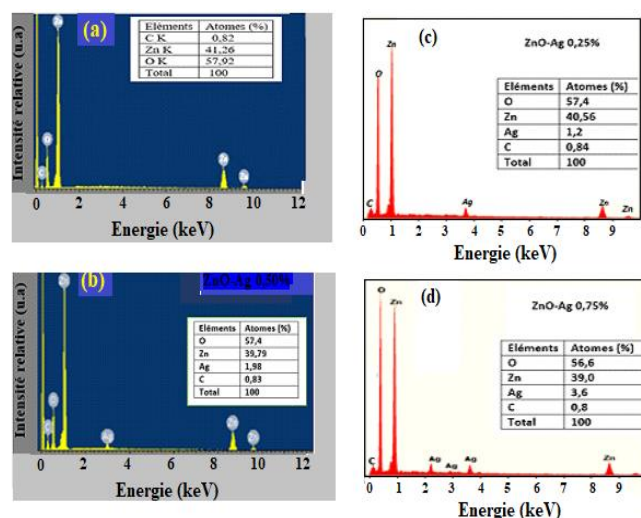 (a)
Intensité relative (u.a)
Eléments Atomes (%)
C K 0,82
Zn K 41,26
O K 57,92
Total 100
C
O
Zn
Zn
Zn
0 2 4 6 8 10 12
Energie (keV)
(c)
ZnO-Ag 0,25%
Eléments Atomes (%)
O 57,4
Zn 40,56
Ag 1,2
C 0,84
Total 100
C
O
Zn
Ag
Zn
Zn
0 1 2 3 4 5 6 7 8 9
Energie (keV)
(b)
ZnO-Ag 0,50%
Intensité relative (u.a)
Eléments Atomes (%)
O 57,4
Zn 39,79
Ag 1,98
C 0,83
Total 100
0 2 4 6 8 10 12
Energie (keV)
(d)
ZnO-Ag 0,75%
Eléments Atomes (%)
O 56,6
Zn 39,0
Ag 3,6
C 0,8
Total 100
C
O
Zn
Ag
Ag
Ag
Zn
0 1 2 3 4 5 6 7 8 9
Energie (keV)